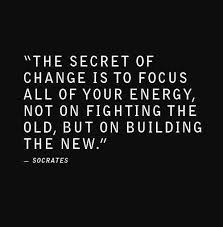 “THE SECRET OF
CHANGE IS TO FOCUS
ALL OF YOUR ENERGY,
NOT ON FIGHTING THE
OLD, BUT ON BUILDING
THE NEW.”
— SOCRATES